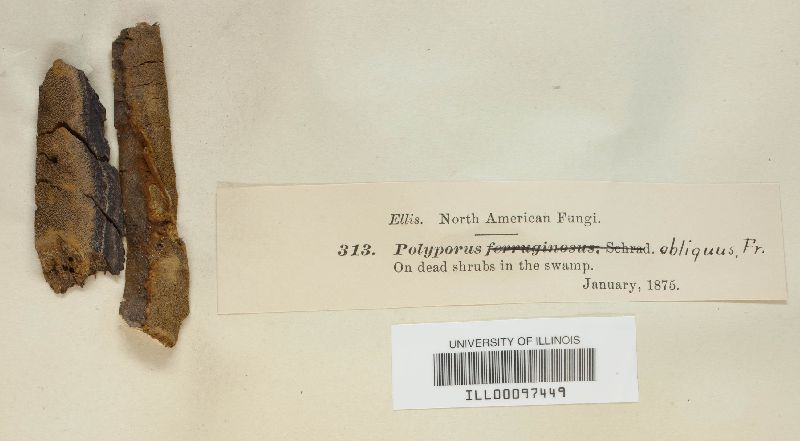 Ellis. North American Fungi.
313. Polyporus ferruginosus. Schrad. obliquus, Fr.
On dead shrubs in the swamp.
January, 1875.
UNIVERSITY OF ILLINOIS
ILL00097449